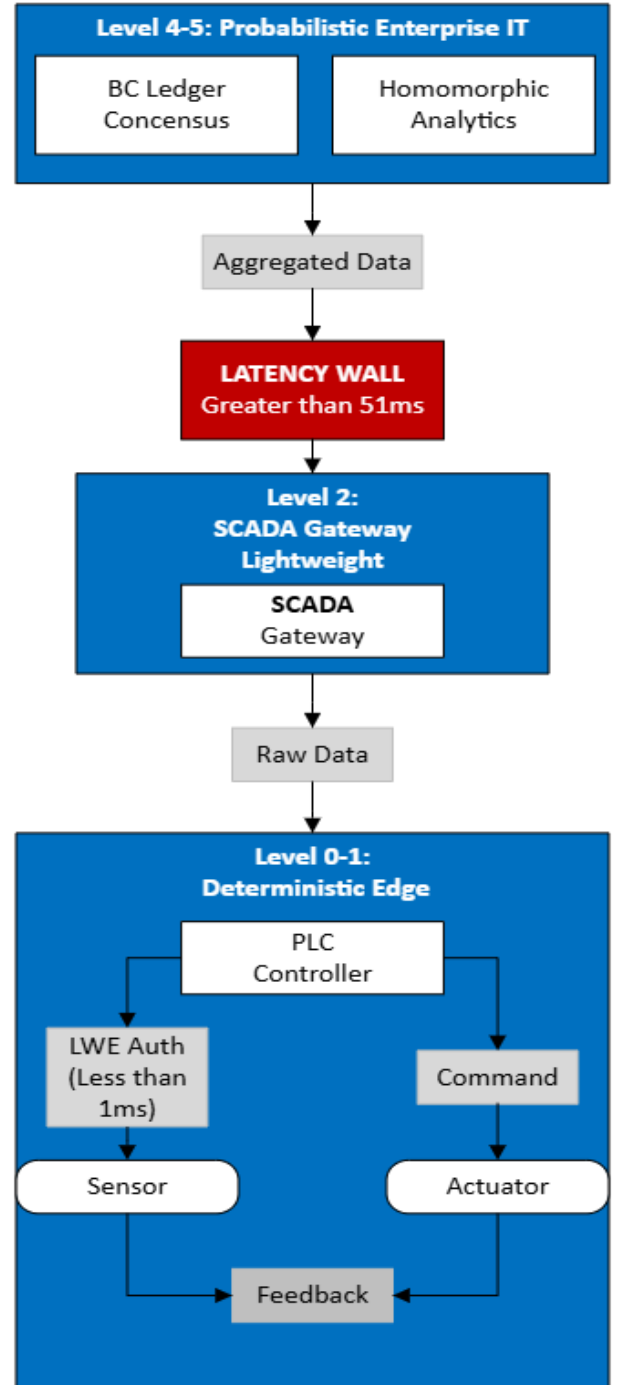 Level 4-5: Probabilistic Enterprise IT
BC Ledger
Concensus
Homomorphic
Analytics
Aggregated Data
LATENCY WALL
Greater than 51ms
Level 2:
SCADA Gateway
Lightweight
SCADA
Gateway
Raw Data
Level 0-1:
Deterministic Edge
PLC
Controller
LWE Auth
(Less than
1ms)
Command
Sensor
Actuator
Feedback